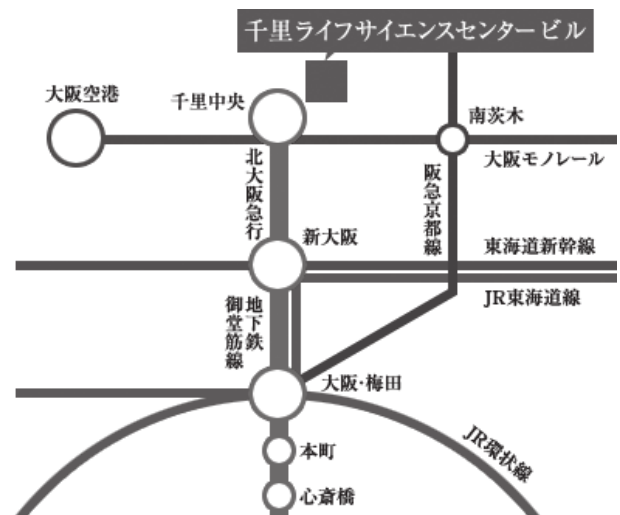 千里ライフサイエンスセンタービル
大阪空港
千里中央
南茨木
大阪モノレール
北大阪急行
阪急京都線
新大阪
東海道新幹線
JR東海道線
地下鉄
御堂筋線
大阪・梅田
JR環状線
本町
心斎橋